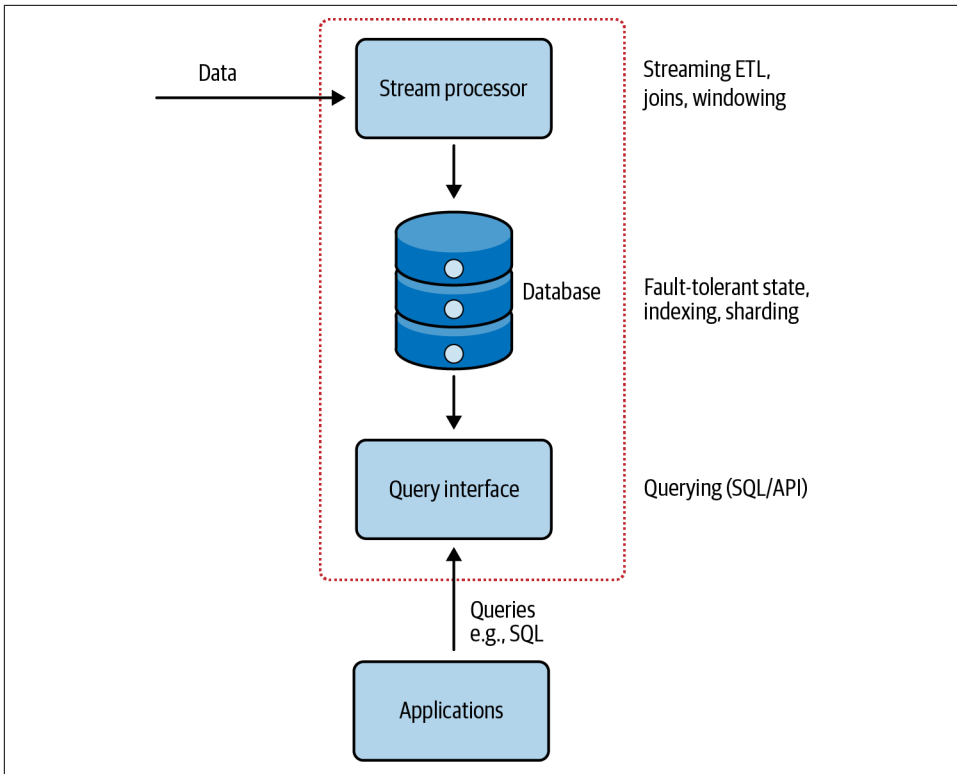 Data
Stream processor
Streaming ETL,
joins, windowing
Database
Fault-tolerant state,
indexing, sharding
Query interface
Querying (SQL/API)
Queries
e.g., SQL
Applications